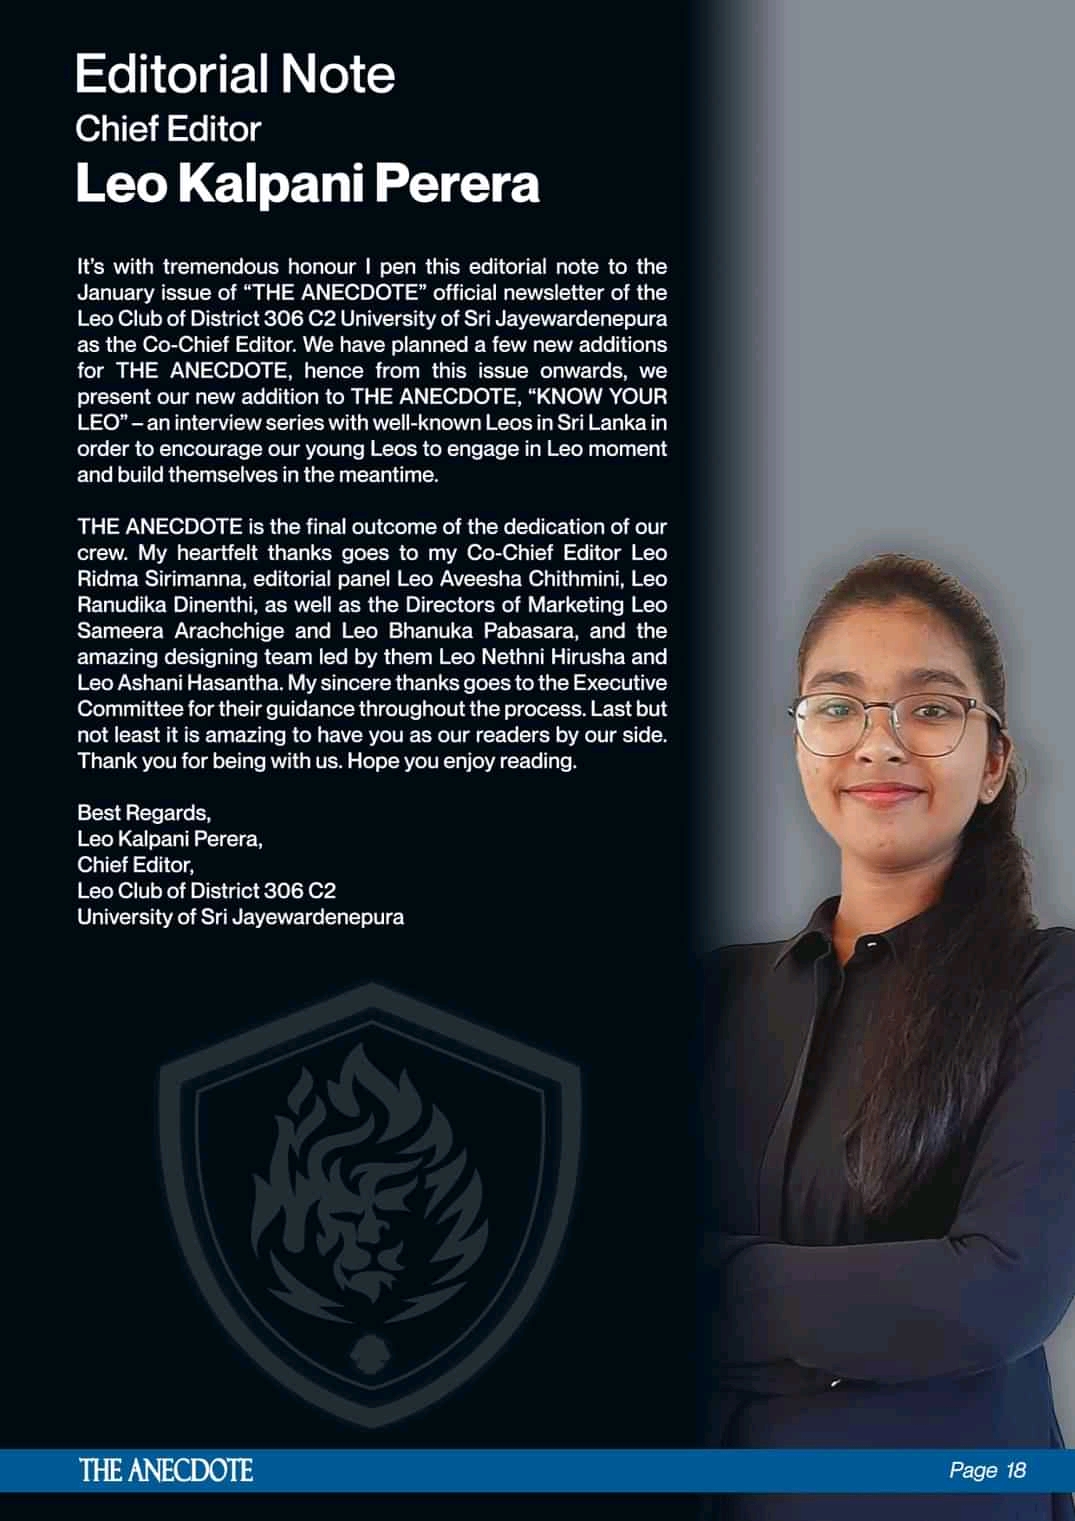 Editorial Note
Chief Editor
Leo Kalpani Perera
It's with tremendous honour I pen this editorial note to the
January issue of “THE ANECDOTE” official newsletter of the
Leo Club of District 306 C2 University of Sri Jayewardenepura
as the Co-Chief Editor. We have planned a few new additions
for THE ANECDOTE, hence from this issue onwards, we
present our new addition to THE ANECDOTE, “KNOW YOUR
LEO” – an interview series with well-known Leos in Sri Lanka in
order to encourage our young Leos to engage in Leo moment
and build themselves in the meantime.
THE ANECDOTE is the final outcome of the dedication of our
crew. My heartfelt thanks goes to my Co-Chief Editor Leo
Ridma Sirimanna, editorial panel Leo Aveesha Chithmini, Leo
Ranudika Dinenthi, as well as the Directors of Marketing Leo
Sameera Arachchige and Leo Bhanuka Pabasara, and the
amazing designing team led by them Leo Nethni Hirusha and
Leo Ashani Hasantha. My sincere thanks goes to the Executive
Committee for their guidance throughout the process. Last but
not least it is amazing to have you as our readers by our side.
Thank you for being with us. Hope you enjoy reading.
Best Regards,
Leo Kalpani Perera,
Chief Editor,
Leo Club of District 306 C2
University of Sri Jayewardenepura
THE ANECDOTE
Page 18